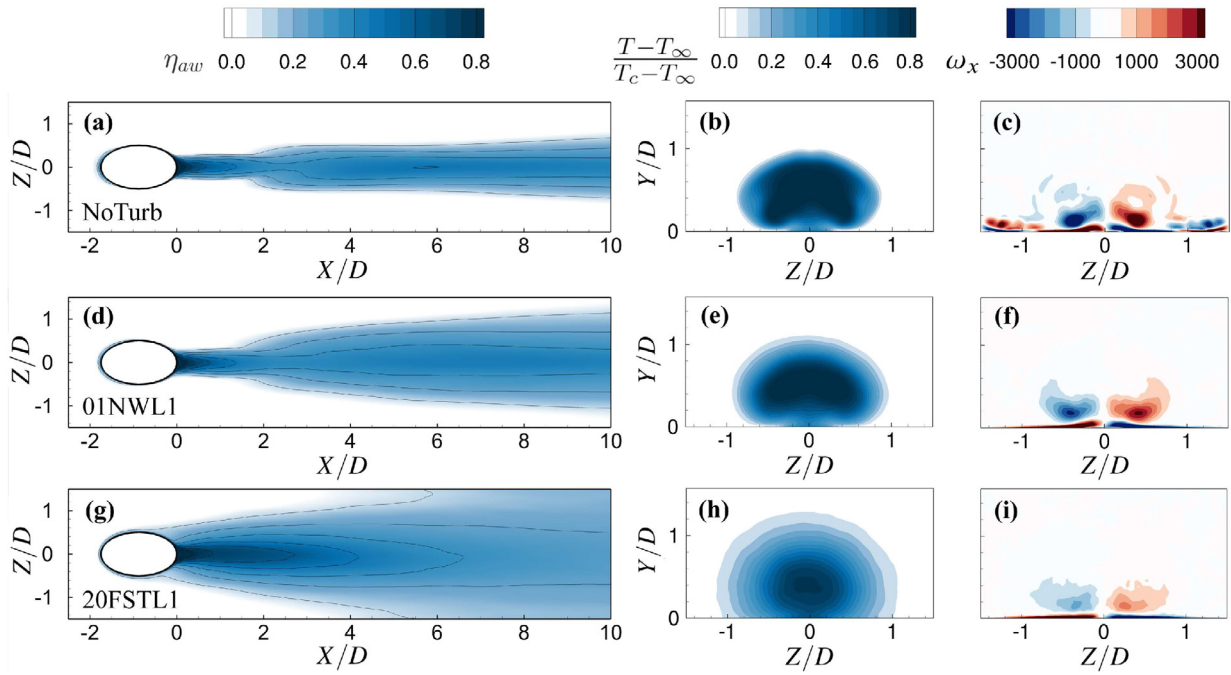 η_aw 0.0 0.2 0.4 0.6 0.8
T−T∞
Tc−T∞
0.0 0.2 0.4 0.6 0.8
ω_x -3000 -1000 1000 3000
(a)
NoTurb
Z/D
1
0
-1
-2 0 2 4 6 8 10
X/D
(b)
Y/D
1
0
-1 0 1
Z/D
(c)
-1 0 1
Z/D
(d)
01NWL1
Z/D
1
0
-1
-2 0 2 4 6 8 10
X/D
(e)
Y/D
1
0
-1 0 1
Z/D
(f)
-1 0 1
Z/D
(g)
20FSTL1
Z/D
1
0
-1
-2 0 2 4 6 8 10
X/D
(h)
Y/D
1
0
-1 0 1
Z/D
(i)
-1 0 1
Z/D